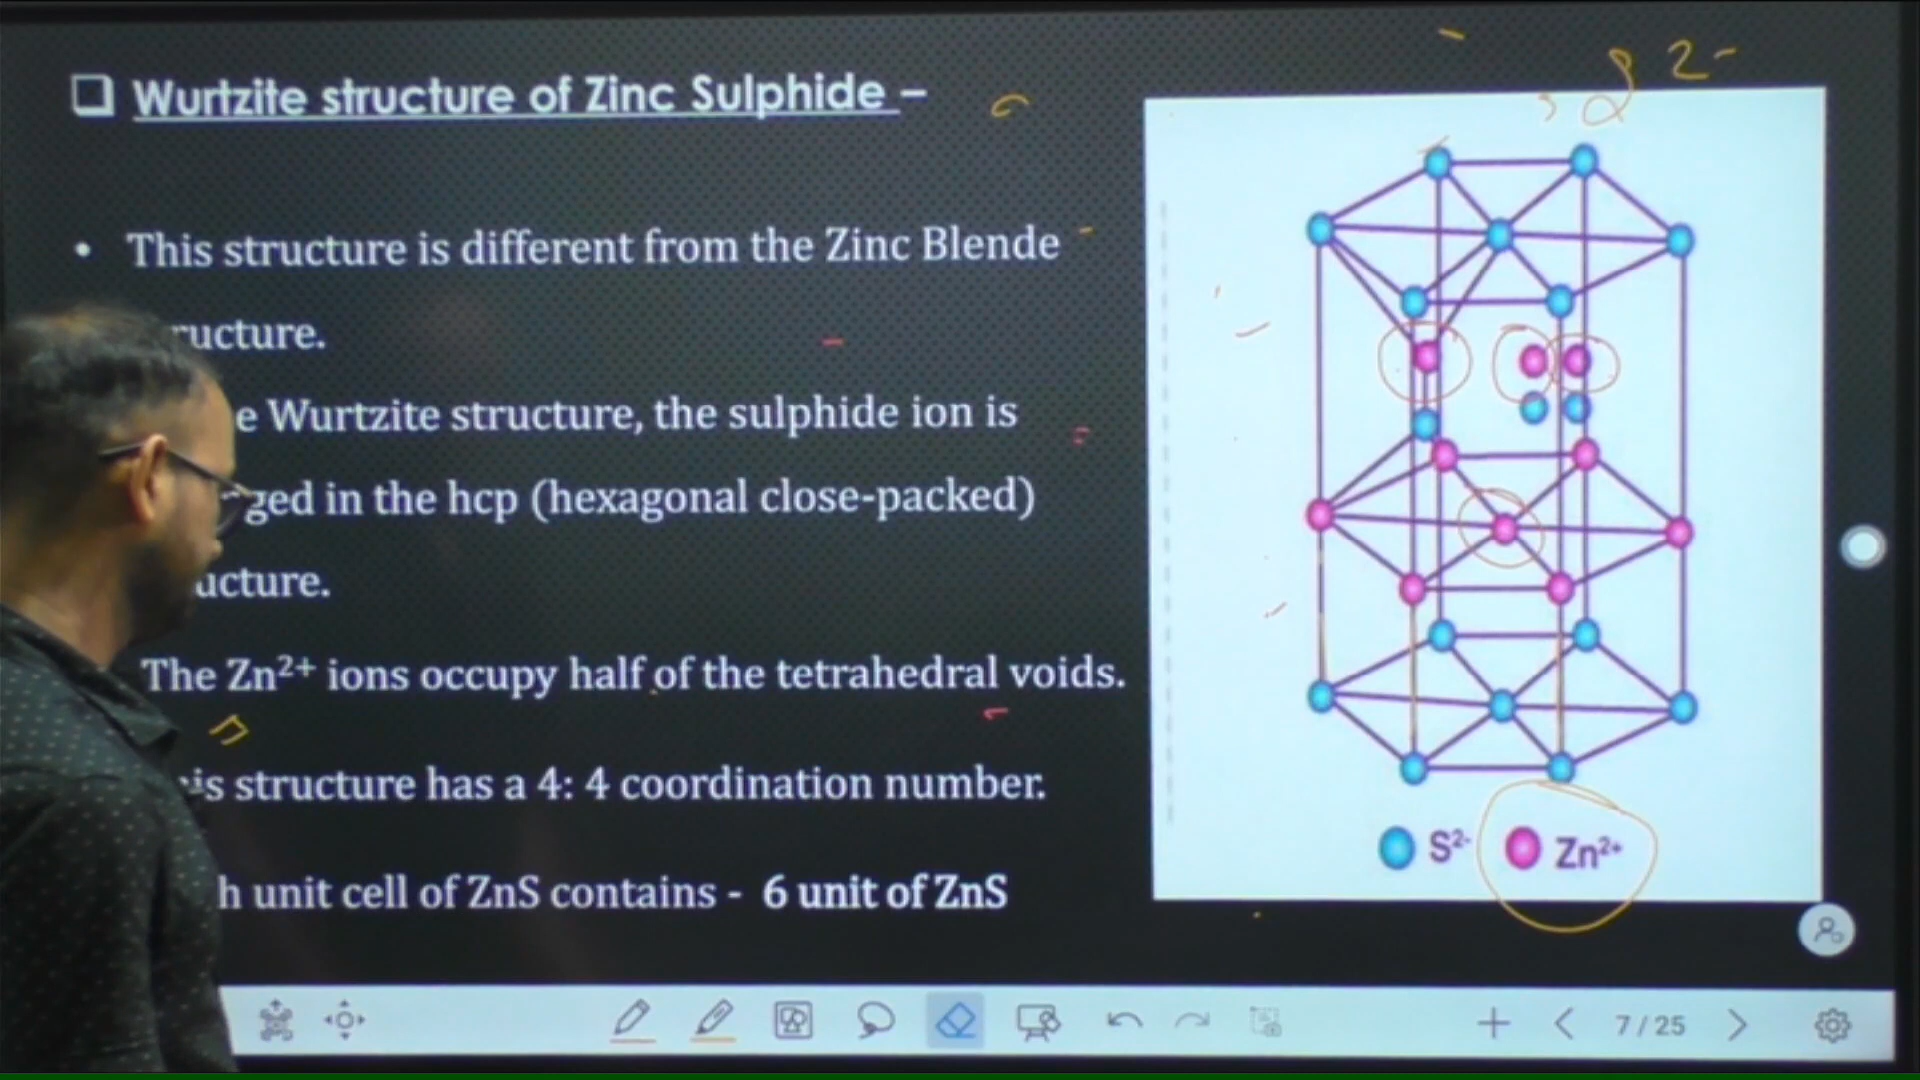 Wurtzite structure of Zinc Sulphide –
• This structure is different from the Zinc Blende
ructure.
e Wurtzite structure, the sulphide ion is
ged in the hcp (hexagonal close-packed)
ucture.
The Zn²⁺ ions occupy half of the tetrahedral voids.
is structure has a 4: 4 coordination number.
h unit cell of ZnS contains - 6 unit of ZnS
S²⁻ Zn²⁺
7 / 25